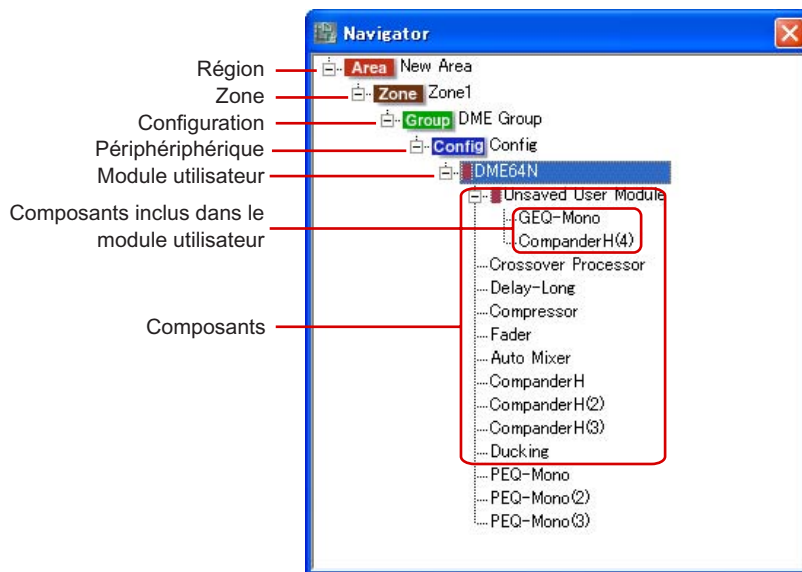 Navigator
Région
Area New Area
Zone
Zone Zone1
Configuration
Group DME Group
Périphériphérique
Config Config
Module utilisateur
DME64N
Unsaved User Module
Composants inclus dans le
module utilisateur
GEQ-Mono
CompanderH(4)
Crossover Processor
Delay-Long
Compressor
Composants
Fader
Auto Mixer
CompanderH
CompanderH(2)
CompanderH(3)
Ducking
PEQ-Mono
PEQ-Mono(2)
PEQ-Mono(3)